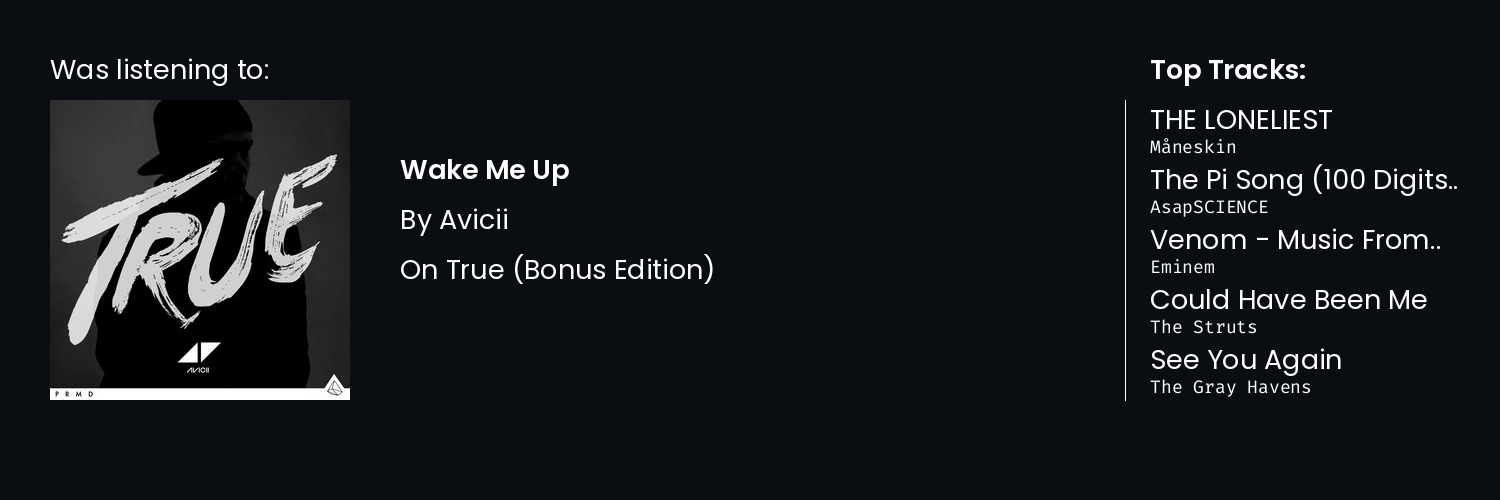 Was listening to:
TRUE
AVICII
PRMD
Wake Me Up
By Avicii
On True (Bonus Edition)
Top Tracks:
THE LONELIEST
Måneskin
The Pi Song (100 Digits..
AsapSCIENCE
Venom - Music From..
Eminem
Could Have Been Me
The Struts
See You Again
The Gray Havens